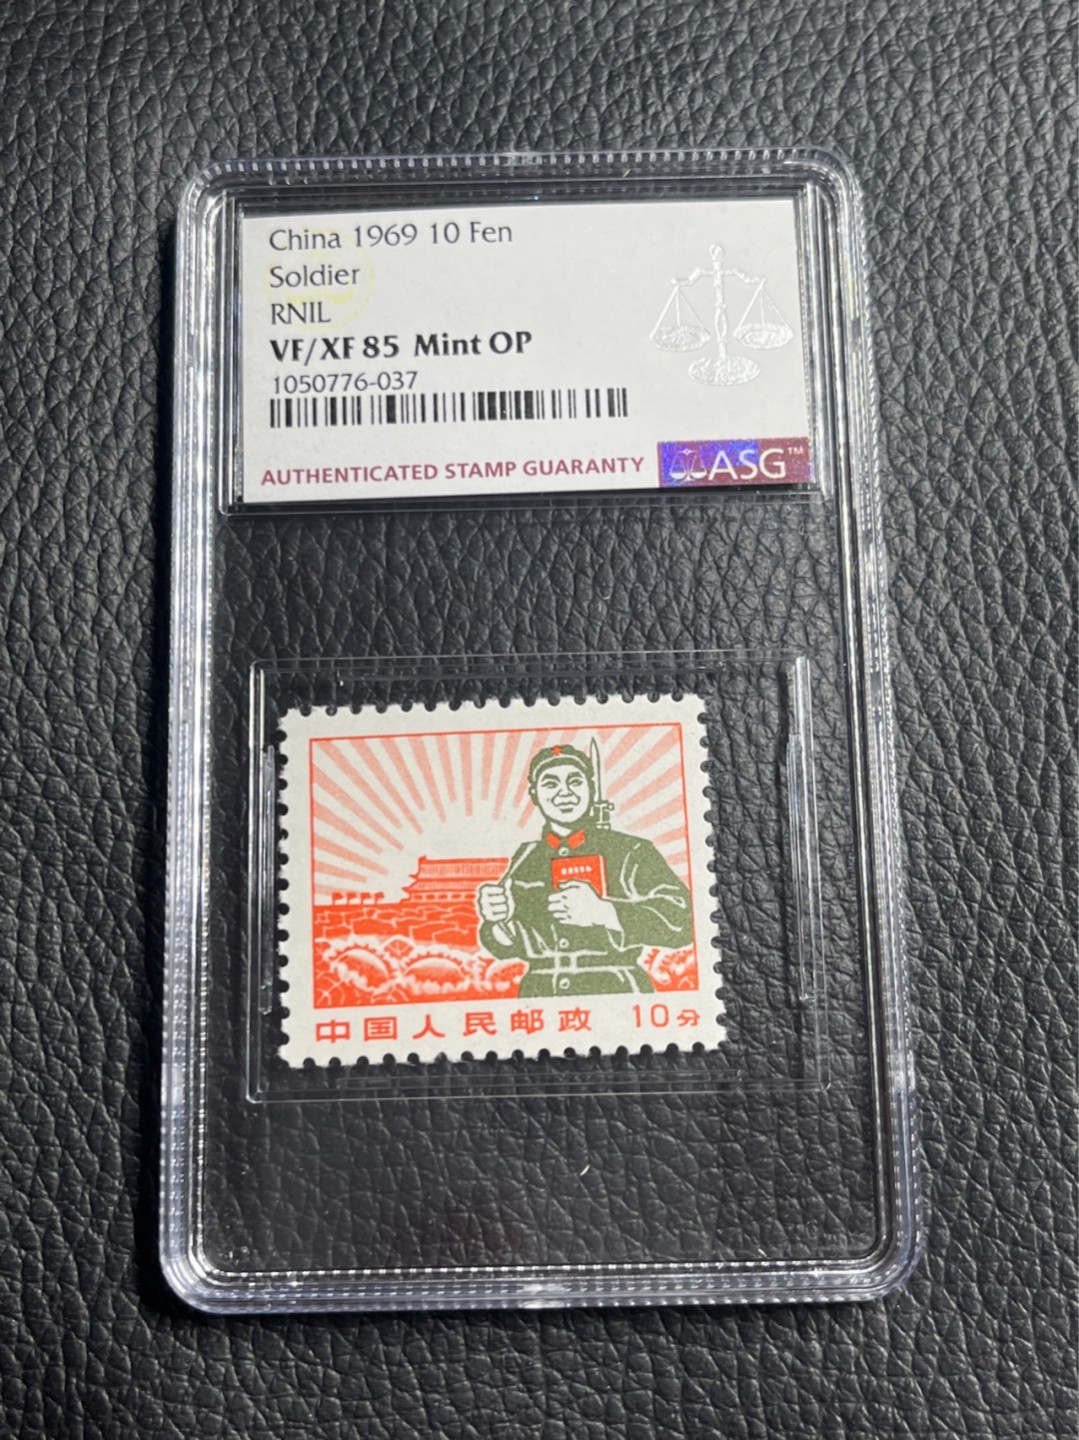 China 1969 10 Fen
Soldier
RNIL
VF/XF 85 Mint OP
1050776-037
AUTHENTICATED STAMP GUARANTY
ASG™
中国人民邮政 10分